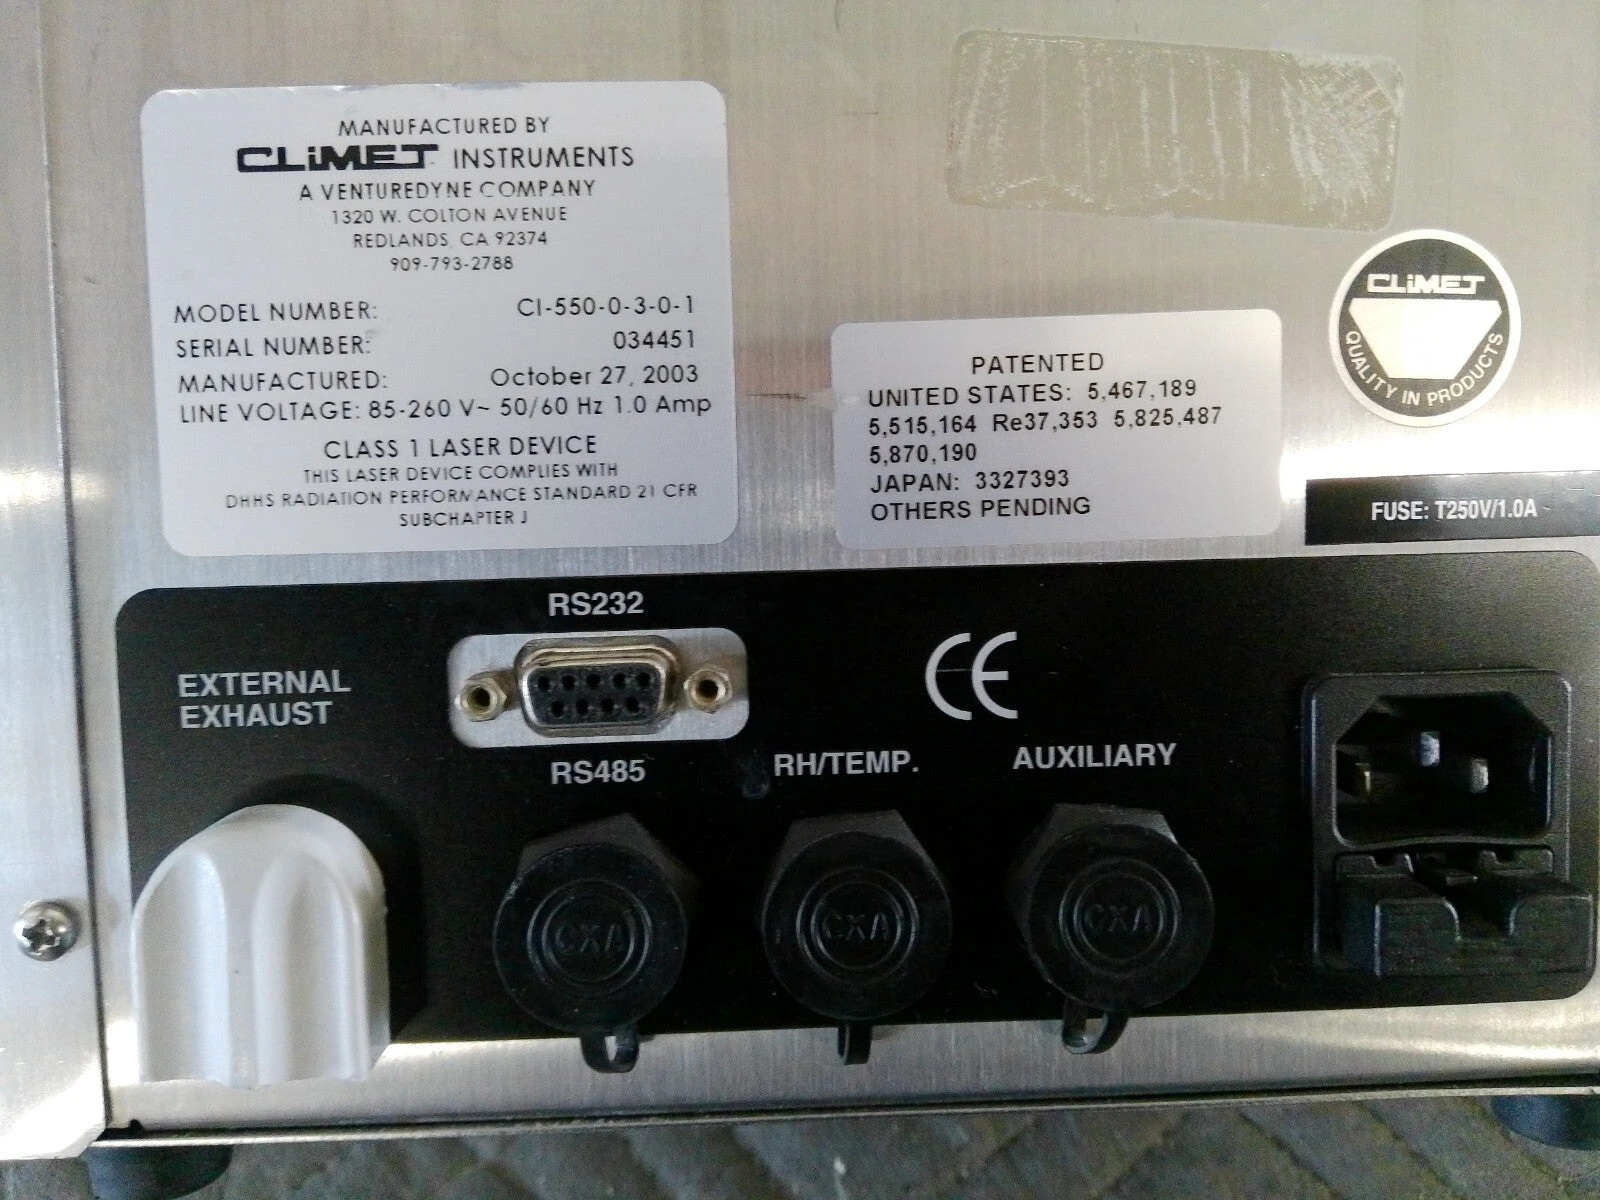 MANUFACTURED BY
CLiMET INSTRUMENTS
A VENTUREDYNE COMPANY
1320 W. COLTON AVENUE
REDLANDS, CA 92374
909-793-2788
MODEL NUMBER: CI-550-0-3-0-1
SERIAL NUMBER: 034451
MANUFACTURED: October 27, 2003
LINE VOLTAGE: 85-260 V~ 50/60 Hz 1.0 Amp
CLASS 1 LASER DEVICE
THIS LASER DEVICE COMPLIES WITH
DHHS RADIATION PERFORMANCE STANDARD 21 CFR
SUBCHAPTER J
PATENTED
UNITED STATES: 5,467,189
5,515,164 Re37,353 5,825,487
5,870,190
JAPAN: 3327393
OTHERS PENDING
CLiMET
QUALITY IN PRODUCTS
FUSE: T250V/1.0A
EXTERNAL
EXHAUST
RS232
CE
RS485
RH/TEMP.
AUXILIARY
CXA
CXA
CXA